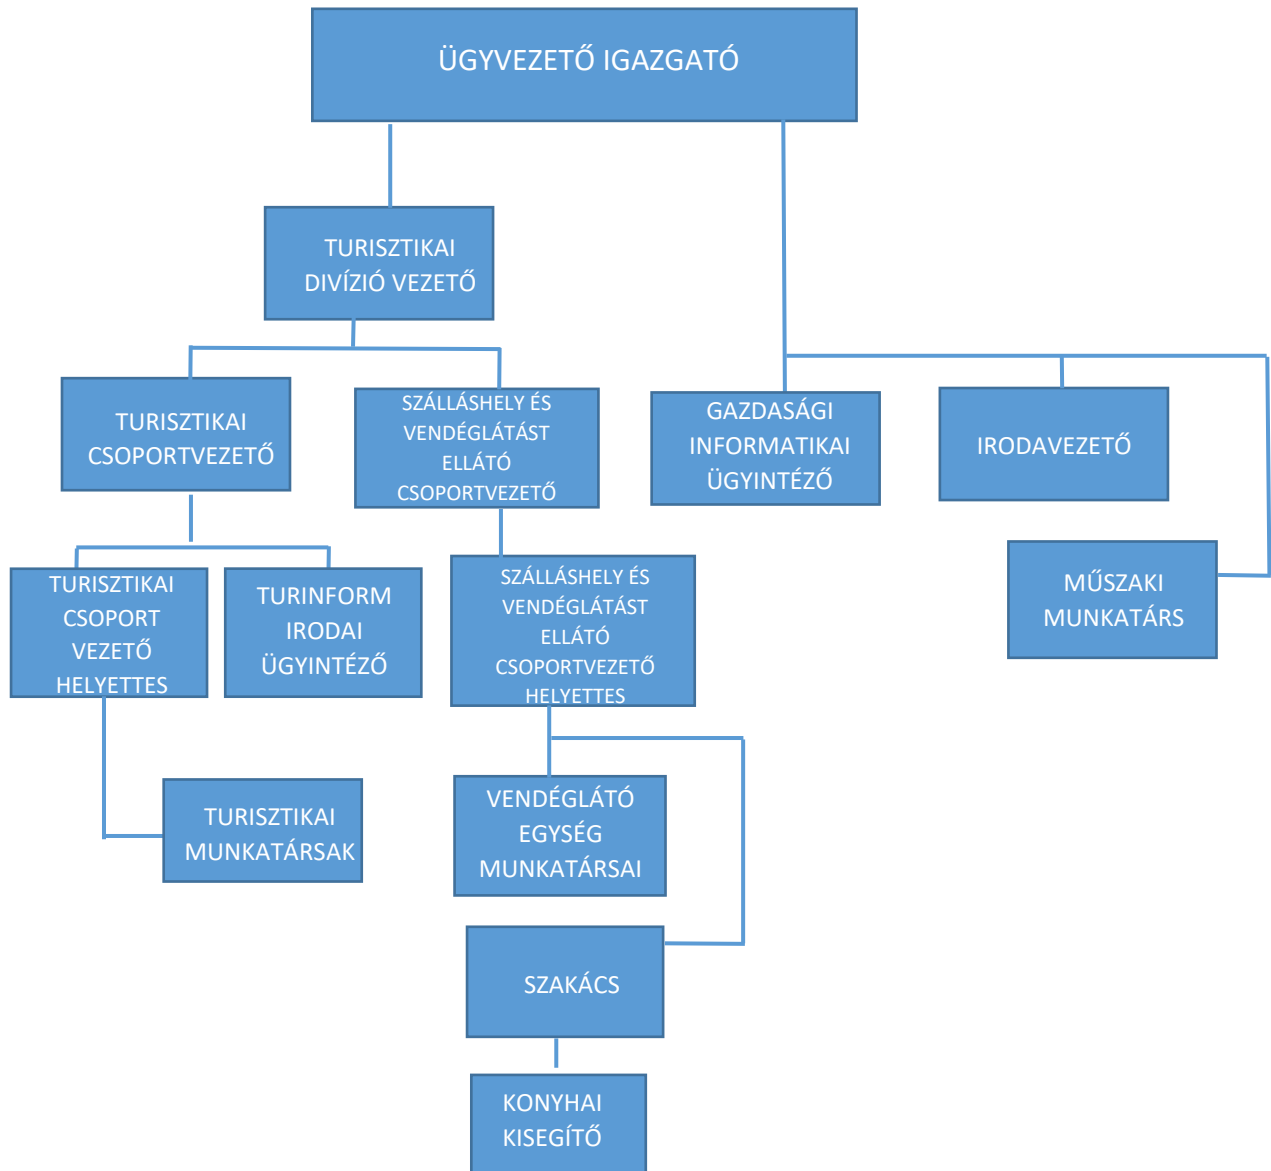 ÜGYVEZETŐ IGAZGATÓ
TURISZTIKAI
DIVÍZIÓ VEZETŐ
TURISZTIKAI
CSOPORTVEZETŐ
SZÁLLÁSHELY ÉS
VENDÉGLÁTÁST
ELLÁTÓ
CSOPORTVEZETŐ
GAZDASÁGI
INFORMATIKAI
ÜGYINTÉZŐ
IRODAVEZETŐ
TURISZTIKAI
CSOPORT
VEZETŐ
HELYETTES
TURINFORM
IRODAI
ÜGYINTÉZŐ
SZÁLLÁSHELY ÉS
VENDÉGLÁTÁST
ELLÁTÓ
CSOPORTVEZETŐ
HELYETTES
MŰSZAKI
MUNKATÁRS
TURISZTIKAI
MUNKATÁRSAK
VENDÉGLÁTÓ
EGYSÉG
MUNKATÁRSAI
SZAKÁCS
KONYHAI
KISEGÍTŐ